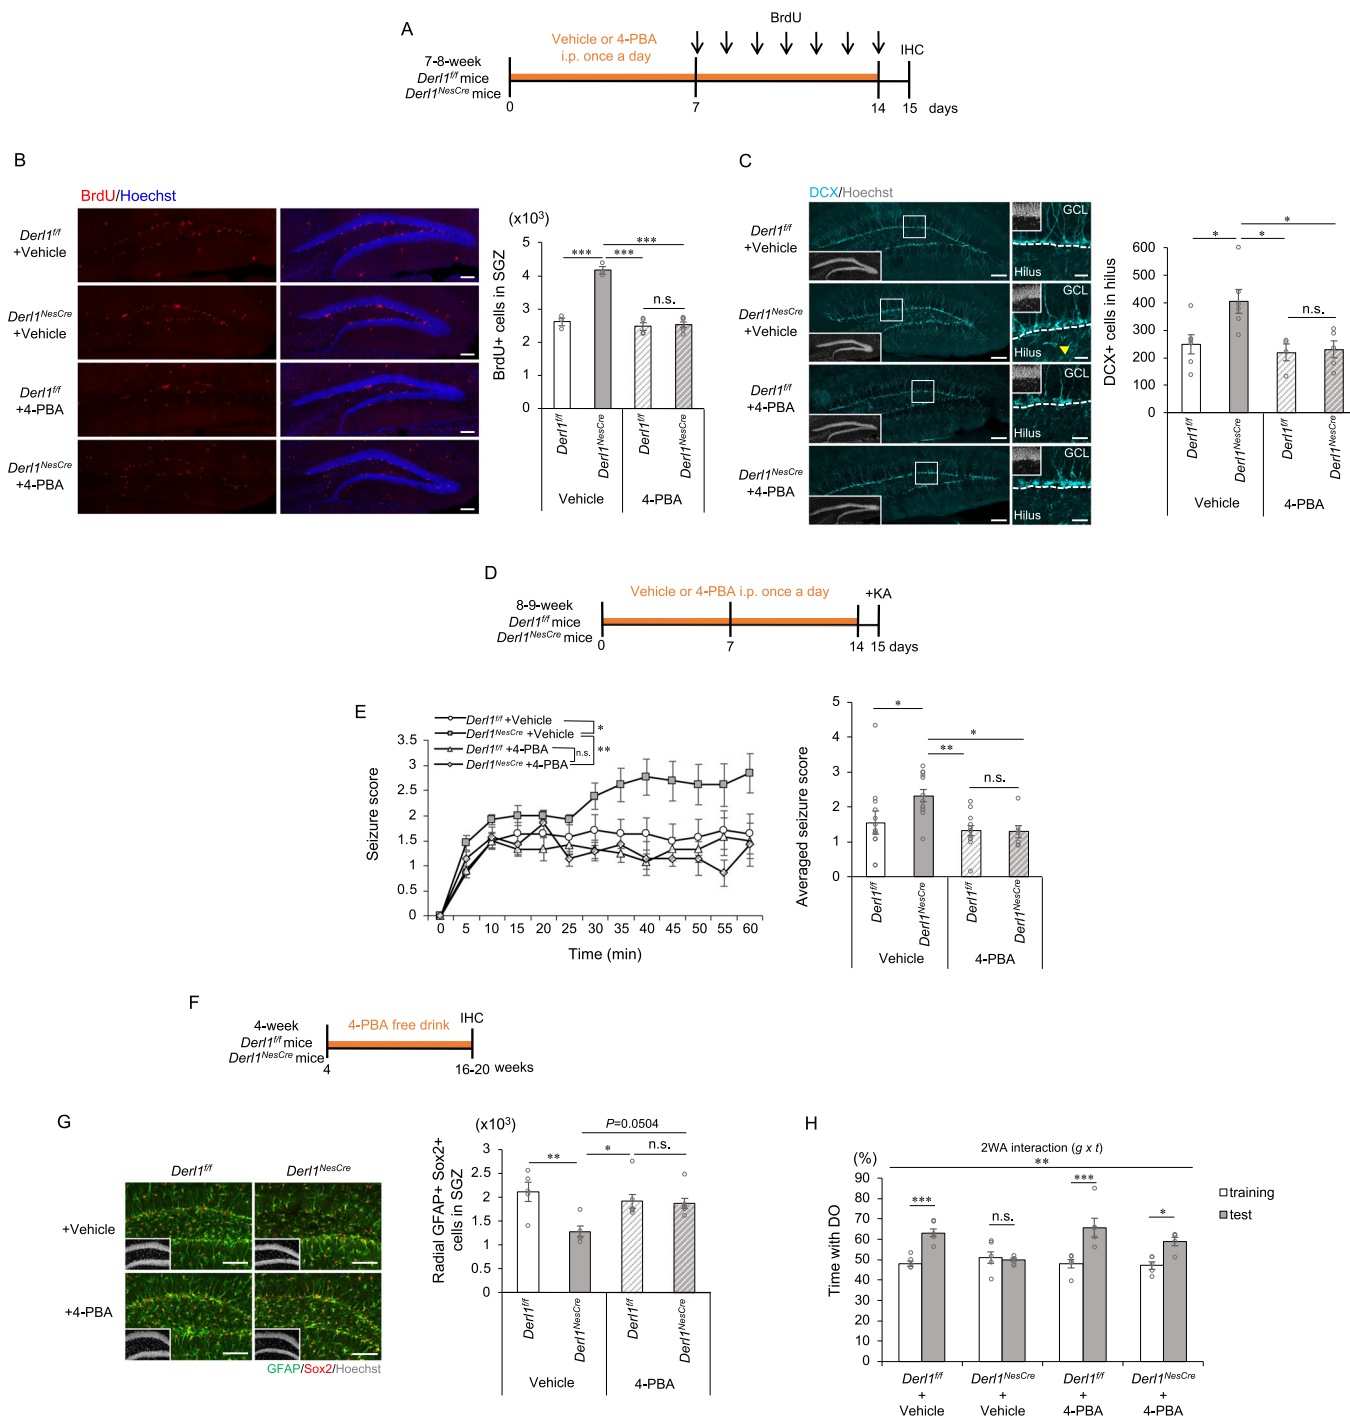 A
Vehicle or 4-PBA
i.p. once a day
BrdU
IHC
7-8-week
Derl1f/f mice
Derl1NesCre mice
0
7
14
15
days
B
BrdU/Hoechst
Derl1f/f
+Vehicle
Derl1NesCre
+Vehicle
Derl1f/f
+4-PBA
Derl1NesCre
+4-PBA
(x10³)
BrdU+ cells in SGZ
5
4
3
2
1
0
***
***
***
n.s.
Derl1f/f
Derl1NesCre
Derl1f/f
Derl1NesCre
Vehicle
4-PBA
C
DCX/Hoechst
Derl1f/f
+Vehicle
Derl1NesCre
+Vehicle
Derl1f/f
+4-PBA
Derl1NesCre
+4-PBA
GCL
Hilus
GCL
Hilus
GCL
Hilus
GCL
Hilus
DCX+ cells in hilus
600
500
400
300
200
100
0
*
*
*
n.s.
Derl1f/f
Derl1NesCre
Derl1f/f
Derl1NesCre
Vehicle
4-PBA
D
Vehicle or 4-PBA i.p. once a day
+KA
8-9-week
Derl1f/f mice
Derl1NesCre mice
0
7
14
15 days
E
Derl1f/f +Vehicle
Derl1NesCre +Vehicle
Derl1f/f +4-PBA
Derl1NesCre +4-PBA
*
n.s.
**
Seizure score
3.5
3
2.5
2
1.5
1
0.5
0
0 5 10 15 20 25 30 35 40 45 50 55 60
Time (min)
Averaged seizure score
5
4
3
2
1
0
*
*
**
n.s.
Derl1f/f
Derl1NesCre
Derl1f/f
Derl1NesCre
Vehicle
4-PBA
F
4-PBA free drink
IHC
4-week
Derl1f/f mice
Derl1NesCre mice
4
16-20 weeks
G
Derl1f/f
Derl1NesCre
+Vehicle
+4-PBA
GFAP/Sox2/Hoechst
(x10³)
Radial GFAP+ Sox2+
cells in SGZ
3
2.5
2
1.5
1
0.5
0
P=0.0504
**
*
n.s.
Derl1f/f
Derl1NesCre
Derl1f/f
Derl1NesCre
Vehicle
4-PBA
H
2WA interaction (g x t)
(%)
**
Time with DO
90
80
70
60
50
40
30
20
10
0
***
n.s.
***
*
training
test
Derl1f/f
+
Vehicle
Derl1NesCre
+
Vehicle
Derl1f/f
+
4-PBA
Derl1NesCre
+
4-PBA